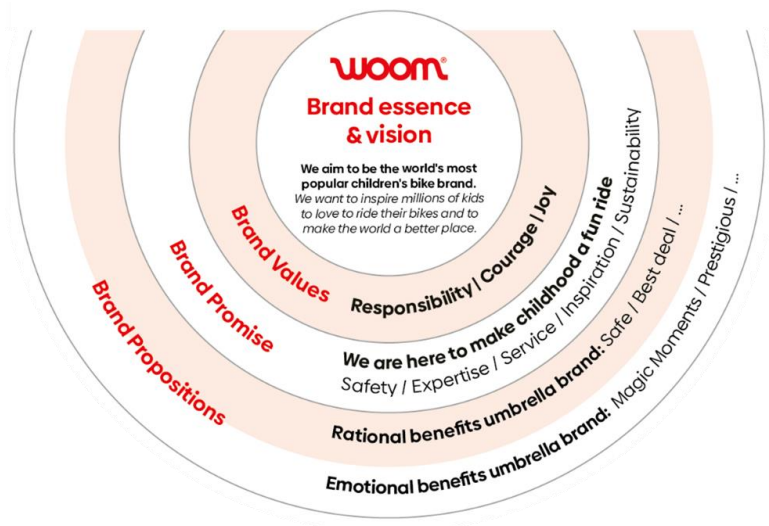 woom®
Brand essence
& vision
We aim to be the world's most
popular children's bike brand.
We want to inspire millions of kids
to love to ride their bikes and to
make the world a better place.
Brand Values
Responsibility | Courage | Joy
Brand Promise
We are here to make childhood a fun ride
Safety / Expertise / Service / Inspiration / Sustainability
Brand Propositions
Rational benefits umbrella brand: Safe / Best deal / ...
Emotional benefits umbrella brand: Magic Moments / Prestigious / ...